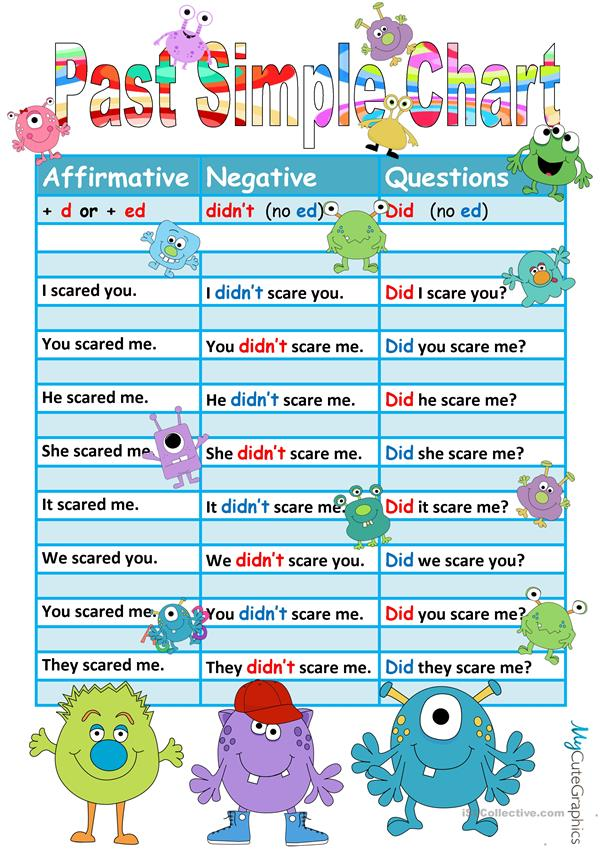 Past Simple Chart
Affirmative Negative Questions
+ d or + ed didn't (no ed) Did (no ed)
I scared you. I didn't scare you. Did I scare you?
You scared me. You didn't scare me. Did you scare me?
He scared me. He didn't scare me. Did he scare me?
She scared me She didn't scare me. Did she scare me?
It scared me. It didn't scare me. Did it scare me?
We scared you. We didn't scare you. Did we scare you?
You scared me. You didn't scare me. Did you scare me?
They scared me. They didn't scare me. Did they scare me?
MyCuteGraphics
iSLCollective.com